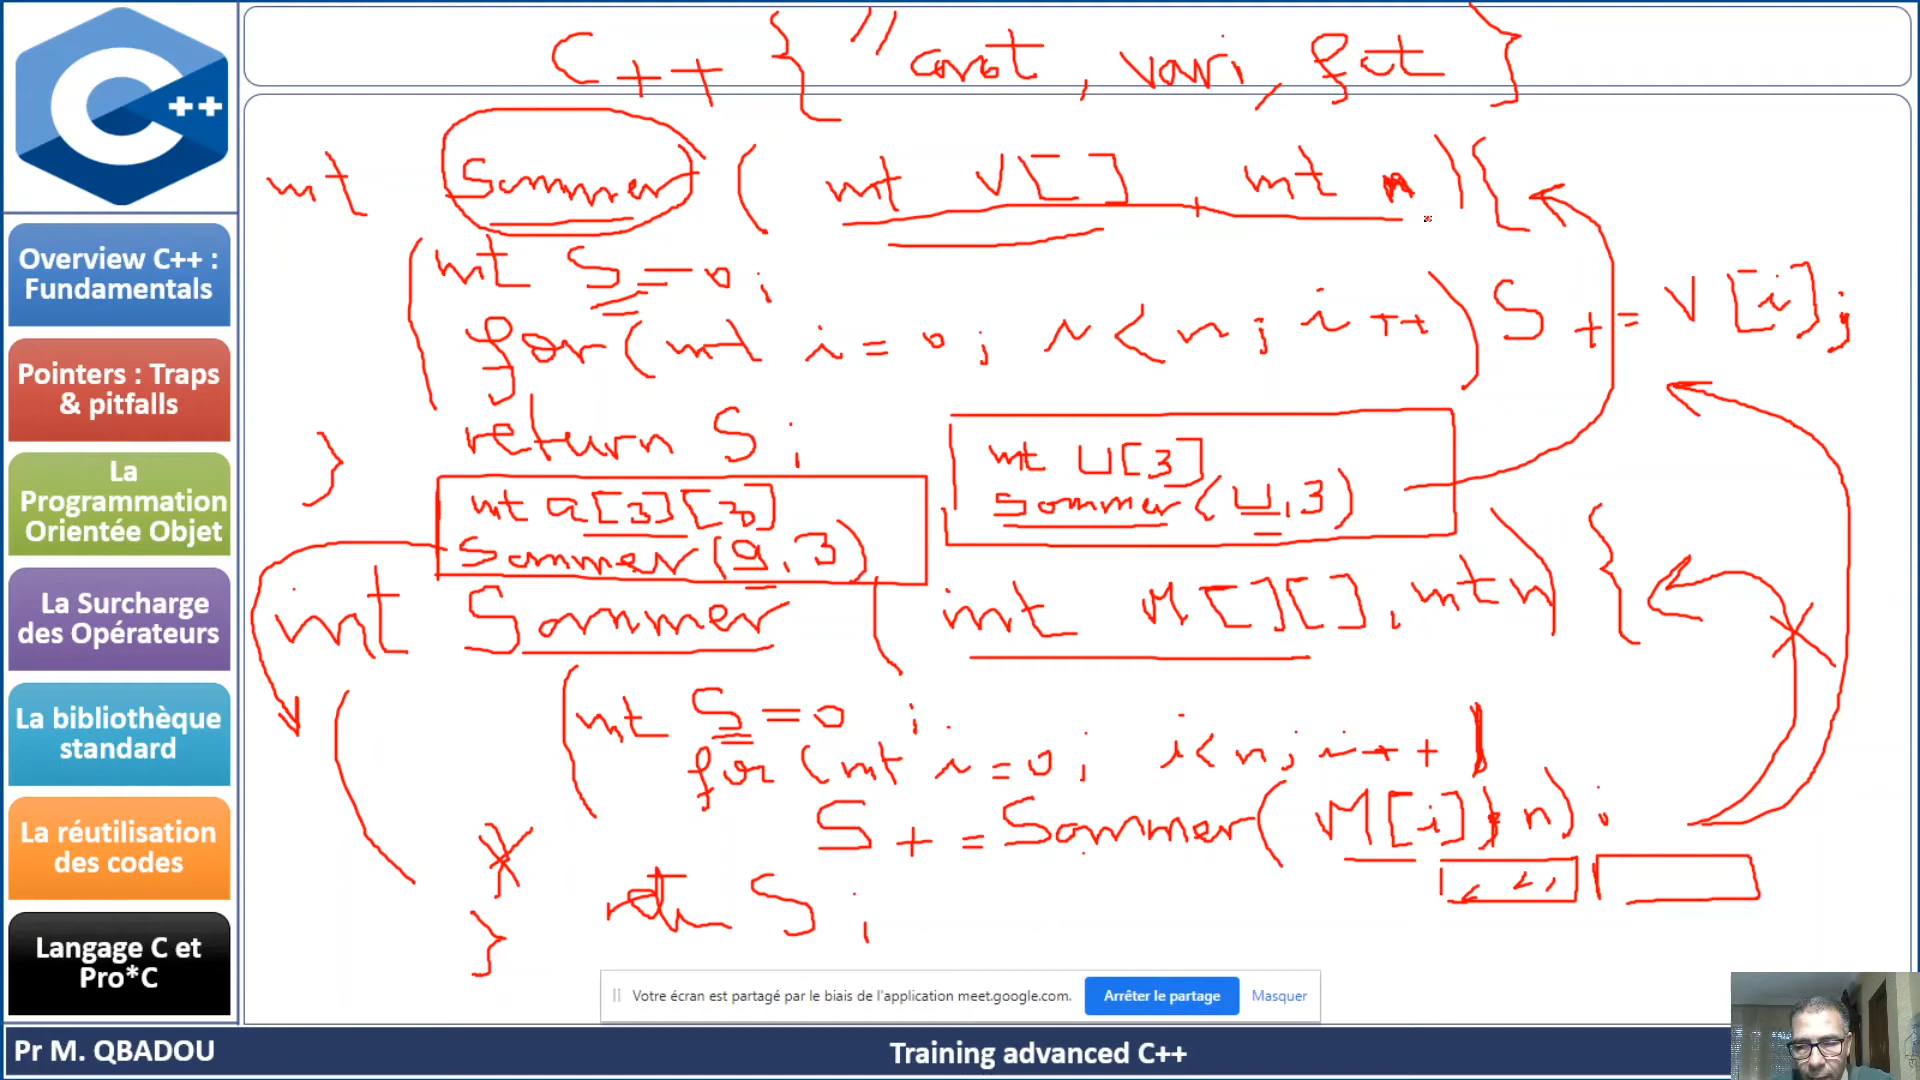 C++ { " const, vari, fct }
int Sommer ( int V[], int n ) {
int S=0;
for(int i=0; i<n; i++) S += V[i];
return S;
}
int U[3]
Sommer(U,3)
int a[3][3]
Sommer(a,3)
int Sommer ( int M[][], int n) {
int S=0;
for (int i=0; i<n; i++)
S += Sommer( M[i], n);
retu S;
}
++
Overview C++ :
Fundamentals
Pointers : Traps
& pitfalls
La
Programmation
Orientée Objet
La Surcharge
des Opérateurs
La bibliothèque
standard
La réutilisation
des codes
Langage C et
Pro*C
Votre écran est partagé par le biais de l'application meet.google.com.
Arrêter le partage
Masquer
Pr M. QBADOU
Training advanced C++